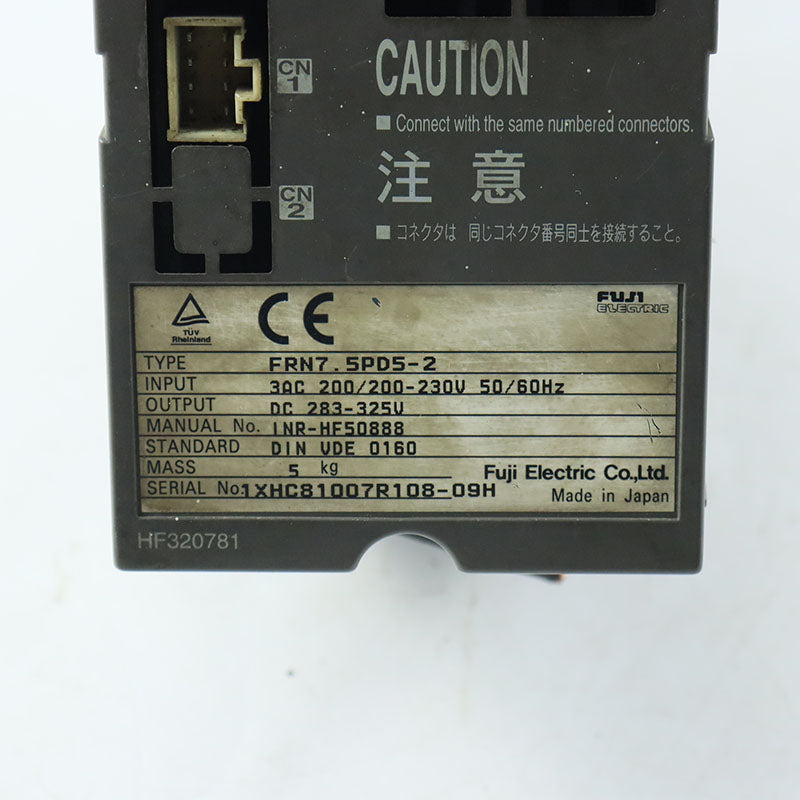 CN
1
CAUTION
■ Connect with the same numbered connectors.
注意
■ コネクタは 同じコネクタ番号同士を接続すること。
CN
2
TÜV
Rheinland
CE
FUJI
ELECTRIC
TYPE FRN7.5PD5-2
INPUT 3AC 200/200-230V 50/60Hz
OUTPUT DC 283-325V
MANUAL No. INR-HF50888
STANDARD DIN VDE 0160
MASS 5 kg
Fuji Electric Co.,Ltd.
SERIAL No. 1XHC81007R108-09H
Made in Japan
HF320781